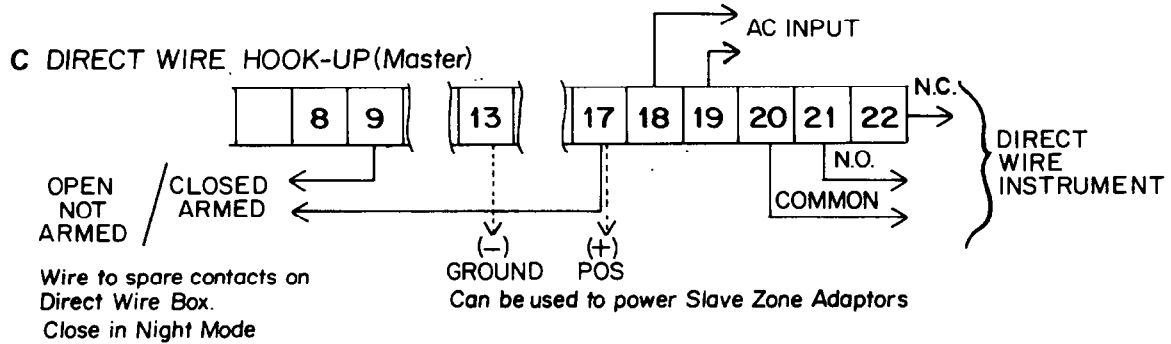 AC INPUT
C DIRECT WIRE HOOK-UP (Master)
8 9 13 17 18 19 20 21 22
N.C.
N.O.
COMMON
DIRECT
WIRE
INSTRUMENT
OPEN
NOT
ARMED
/
CLOSED
ARMED
(-)
GROUND
(+)
POS
Wire to spare contacts on
Direct Wire Box.
Close in Night Mode
Can be used to power Slave Zone Adaptors